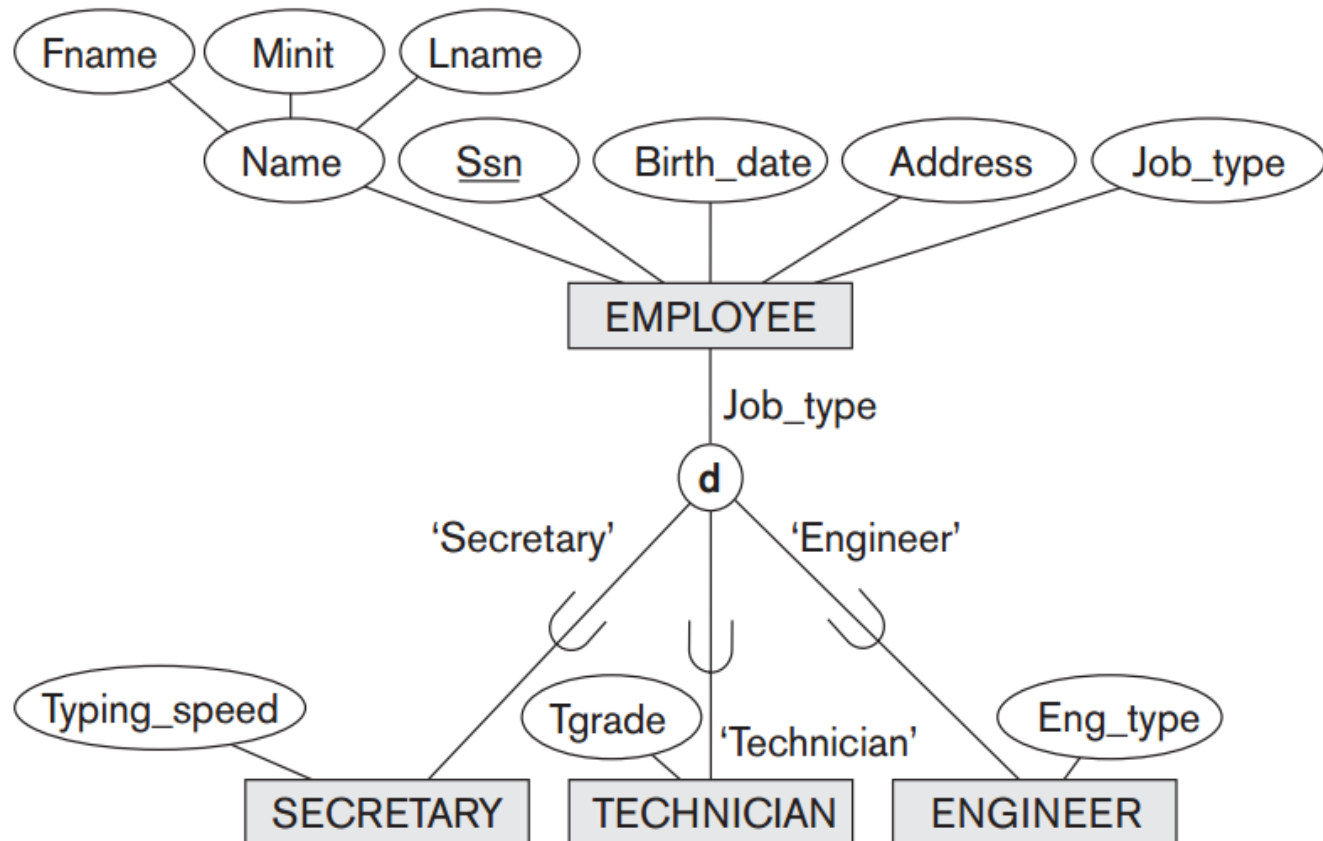 Fname Minit Lname
Name Ssn Birth_date Address Job_type
EMPLOYEE
Job_type
d
‘Secretary’ ‘Engineer’
Typing_speed Tgrade Eng_type
‘Technician’
SECRETARY TECHNICIAN ENGINEER